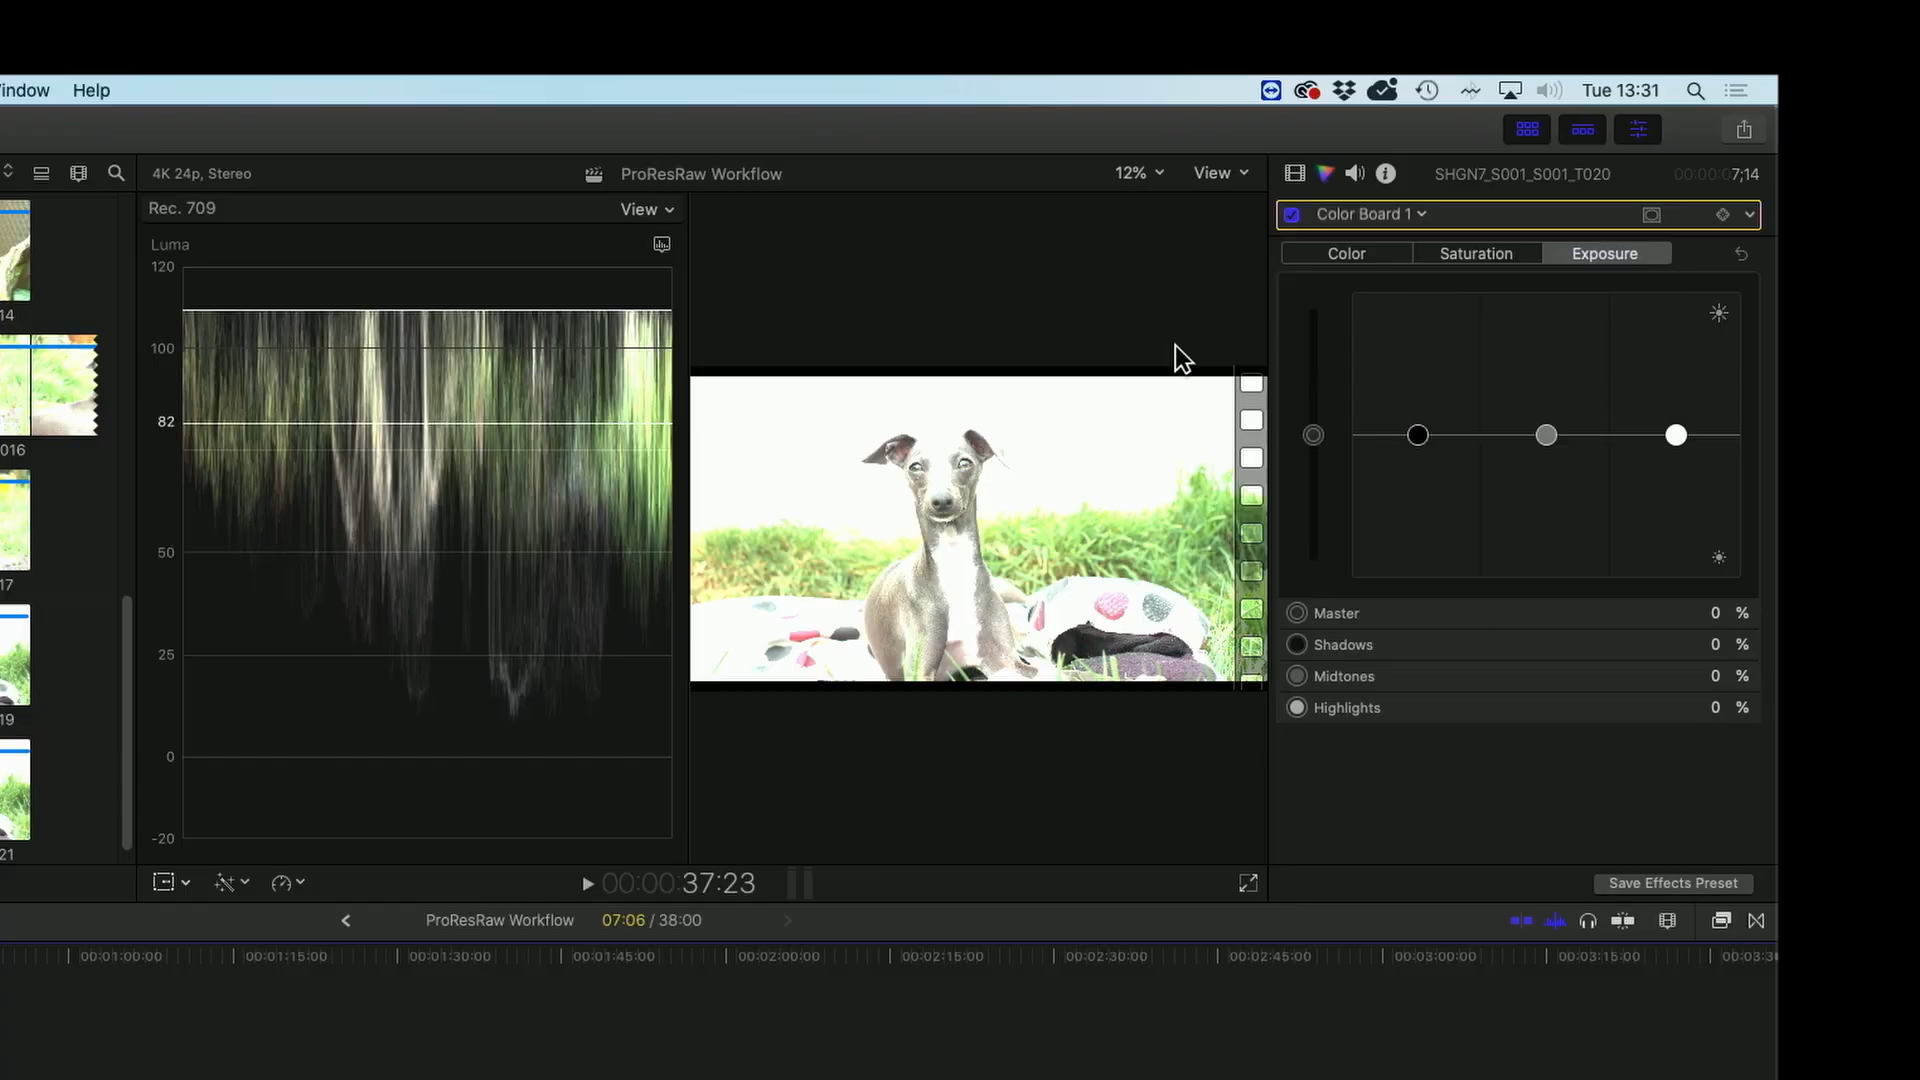 Window Help Tue 13:31
4K 24p, Stereo ProResRaw Workflow 12% View SHGN7_S001_S001_T020 00:00:07;14
Rec. 709 View Color Board 1
Luma
Color Saturation Exposure
120
100
82
50
25
0
-20
14
016
17
19
21
Master 0 %
Shadows 0 %
Midtones 0 %
Highlights 0 %
00:00:37:23 Save Effects Preset
ProResRaw Workflow 07:06 / 38:00
00:01:00:00 00:01:15:00 00:01:30:00 00:01:45:00 00:02:00:00 00:02:15:00 00:02:30:00 00:02:45:00 00:03:00:00 00:03:15:00 00:03:3